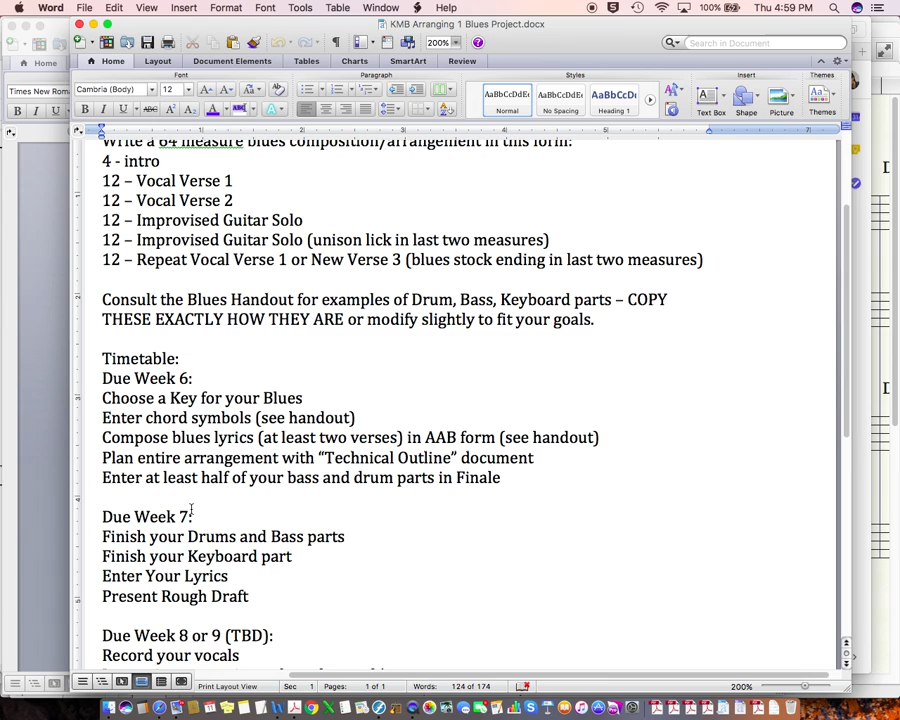 Word File Edit View Insert Format Font Tools Table Window Help 100% Thu 4:59 PM
KMB Arranging 1 Blues Project.docx
200% Search in Document
Home Home Layout Document Elements Tables Charts SmartArt Review
Font Paragraph Styles Insert Themes
Times New Roma Cambria (Body) 12 Aa
B I U B I U ABC A² A₂ A Normal No Spacing Heading 1 Text Box Shape Picture Themes
Write a 64 measure blues composition/arrangement in this form:
4 - intro
12 – Vocal Verse 1
12 – Vocal Verse 2
12 – Improvised Guitar Solo
12 – Improvised Guitar Solo (unison lick in last two measures)
12 – Repeat Vocal Verse 1 or New Verse 3 (blues stock ending in last two measures)
Consult the Blues Handout for examples of Drum, Bass, Keyboard parts – COPY
THESE EXACTLY HOW THEY ARE or modify slightly to fit your goals.
Timetable:
Due Week 6:
Choose a Key for your Blues
Enter chord symbols (see handout)
Compose blues lyrics (at least two verses) in AAB form (see handout)
Plan entire arrangement with “Technical Outline” document
Enter at least half of your bass and drum parts in Finale
Due Week 7:
Finish your Drums and Bass parts
Finish your Keyboard part
Enter Your Lyrics
Present Rough Draft
Due Week 8 or 9 (TBD):
Record your vocals
Print Layout View Sec 1 Pages: 1 of 1 Words: 124 of 174 200%